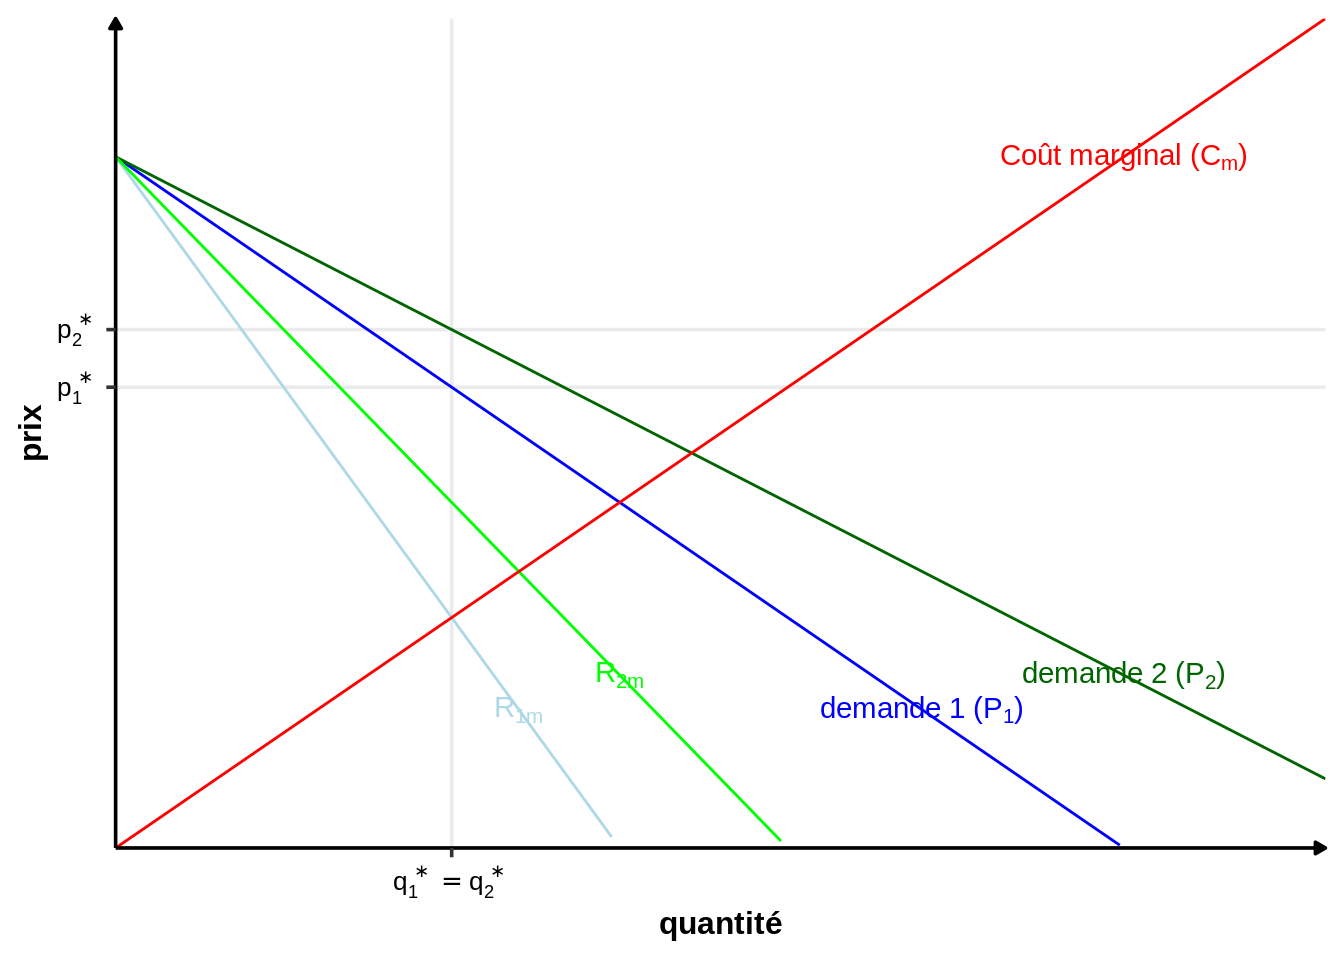 Coût marginal (Cm)
p2*
p1*
prix
R2m
demande 2 (P2)
R1m
demande 1 (P1)
q1* = q2*
quantité